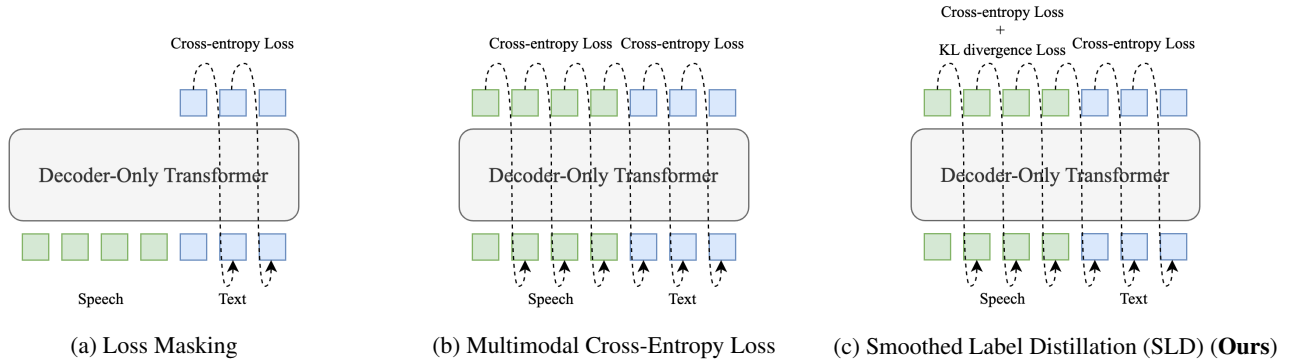 Cross-entropy Loss
Decoder-Only Transformer
Speech
Text
(a) Loss Masking
Cross-entropy Loss
Cross-entropy Loss
Decoder-Only Transformer
Speech
Text
(b) Multimodal Cross-Entropy Loss
Cross-entropy Loss
+
KL divergence Loss
Cross-entropy Loss
Decoder-Only Transformer
Speech
Text
(c) Smoothed Label Distillation (SLD) (Ours)